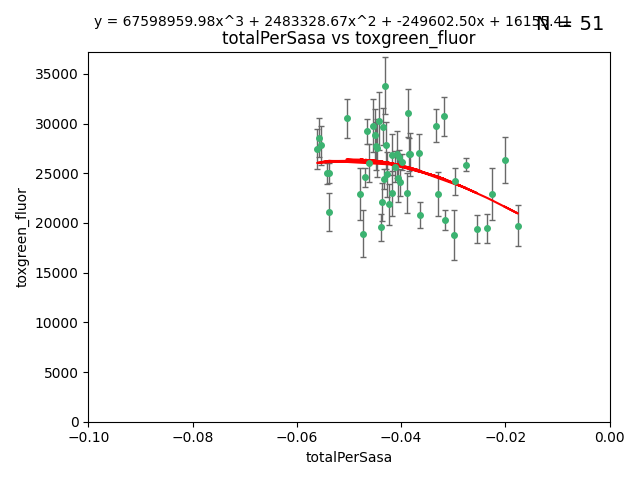 y = 67598959.98x^3 + 2483328.67x^2 + -249602.50x + 16155.41
N = 51
totalPerSasa vs toxgreen_fluor
35000
30000
25000
20000
15000
10000
5000
0
toxgreen_fluor
−0.10 −0.08 −0.06 −0.04 −0.02 0.00
totalPerSasa